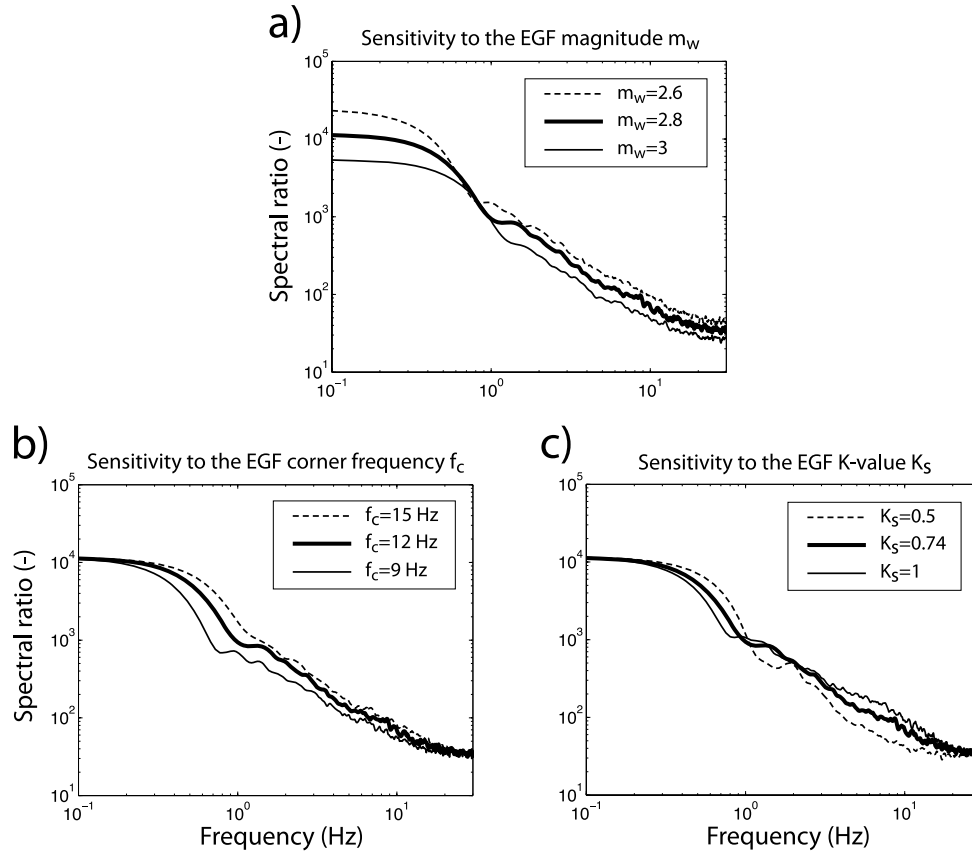 a)
Sensitivity to the EGF magnitude m_w
10^5
10^4
10^3
10^2
10^1
Spectral ratio (-)
m_w=2.6
m_w=2.8
m_w=3
10^-1
10^0
10^1
b)
Sensitivity to the EGF corner frequency f_c
10^5
10^4
10^3
10^2
10^1
Spectral ratio (-)
f_c=15 Hz
f_c=12 Hz
f_c=9 Hz
10^-1
10^0
10^1
Frequency (Hz)
c)
Sensitivity to the EGF K-value K_s
10^5
10^4
10^3
10^2
10^1
K_s=0.5
K_s=0.74
K_s=1
10^-1
10^0
10^1
Frequency (Hz)